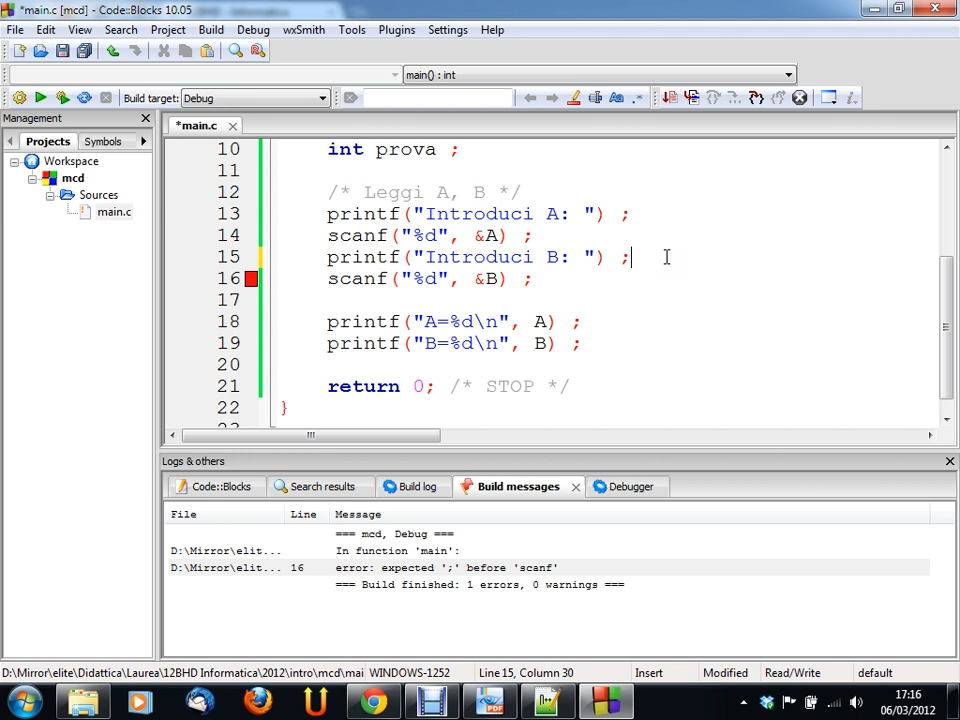 *main.c [mcd] - Code::Blocks 10.05
File Edit View Search Project Build Debug wxSmith Tools Plugins Settings Help
main() : int
Build target: Debug
Management
Projects Symbols
Workspace
mcd
Sources
main.c
*main.c
10 int prova ;
11
12 /* Leggi A, B */
13 printf("Introduci A: ") ;
14 scanf("%d", &A) ;
15 printf("Introduci B: ") ;
16 scanf("%d", &B) ;
17
18 printf("A=%d\n", A) ;
19 printf("B=%d\n", B) ;
20
21 return 0; /* STOP */
22 }
Logs & others
Code::Blocks Search results Build log Build messages Debugger
File Line Message
=== mcd, Debug ===
D:\Mirror\elit... In function 'main':
D:\Mirror\elit... 16 error: expected ';' before 'scanf'
=== Build finished: 1 errors, 0 warnings ===
D:\Mirror\elite\Didattica\Laurea\12BHD Informatica\2012\intro\mcd\mai WINDOWS-1252 Line 15, Column 30 Insert Modified Read/Write default
PDF
17:16
06/03/2012